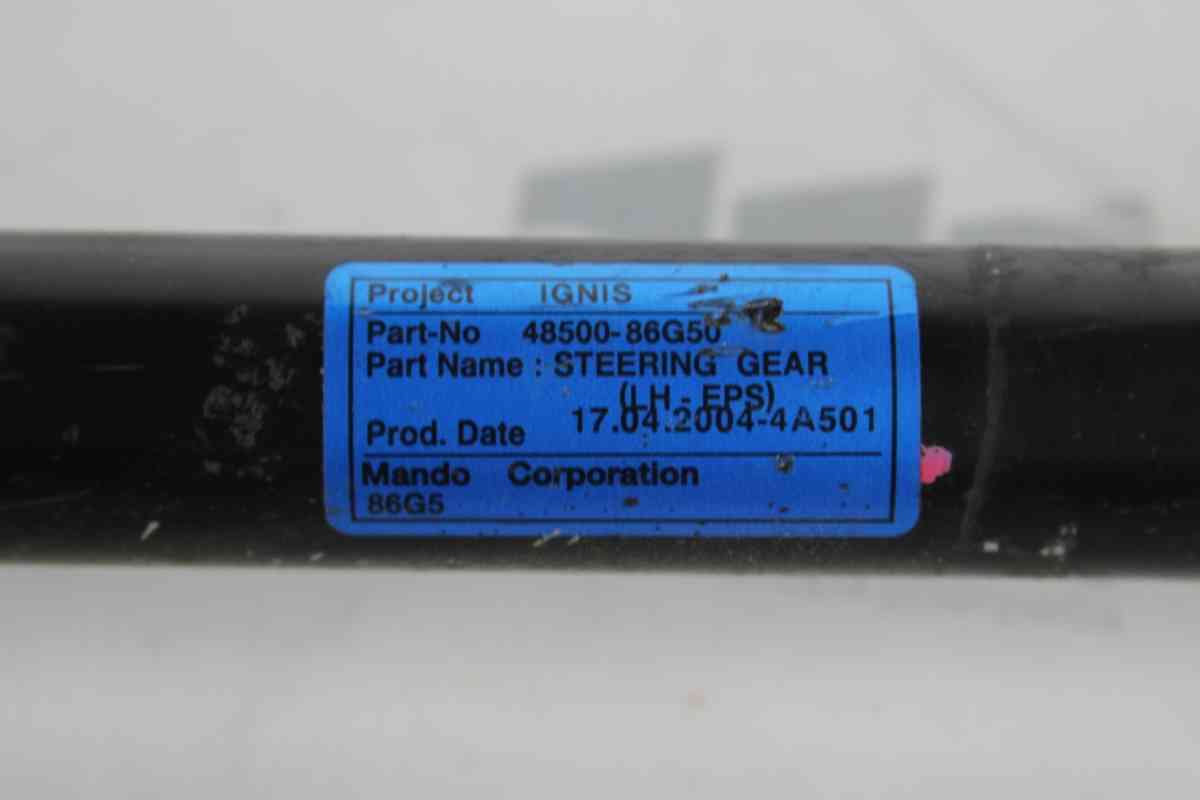 Project IGNIS
Part-No 48500-86G50
Part Name : STEERING GEAR
(LH - EPS)
Prod. Date 17.04.2004-4A501
Mando Corporation
86G5